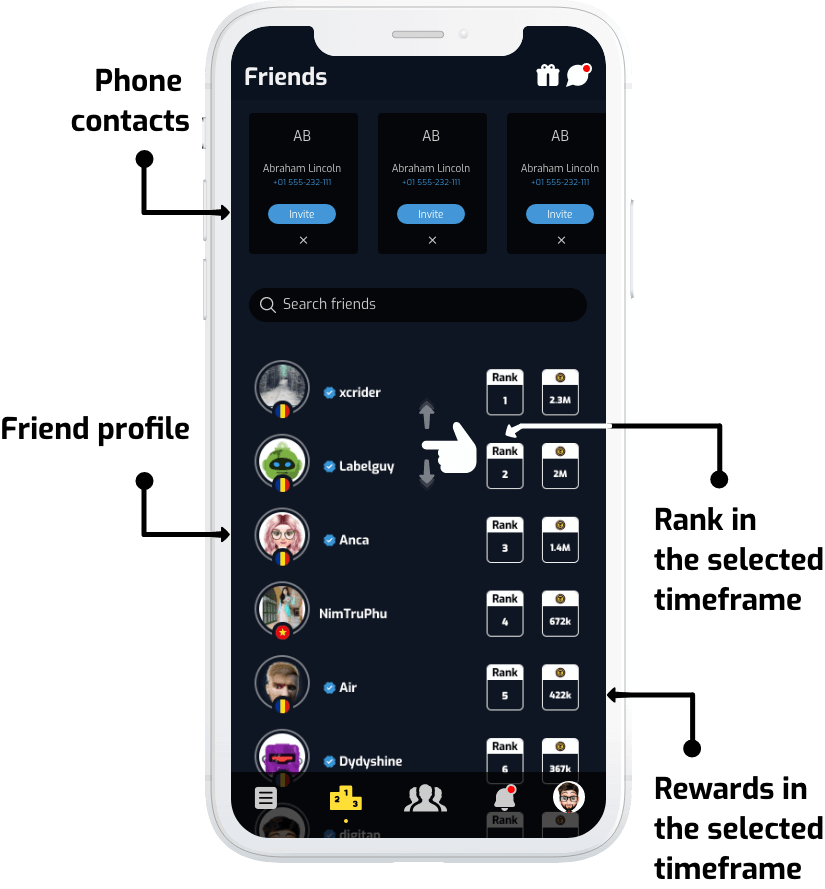 Phone
contacts
Friends
AB AB AB
Abraham Lincoln Abraham Lincoln Abraham Lincoln
+01 555-232-111 +01 555-232-111 +01 555-232-111
Invite Invite Invite
Search friends
Friend profile
xcrider Rank 1 2.3M
Labelguy Rank 2 2M
Anca Rank 3 1.4M
NimTruPhu Rank 4 672k
Air Rank 5 422k
Dydyshine Rank 6 367k
2 1 3
digitap Rank
Rank in
the selected
timeframe
Rewards in
the selected
timeframe